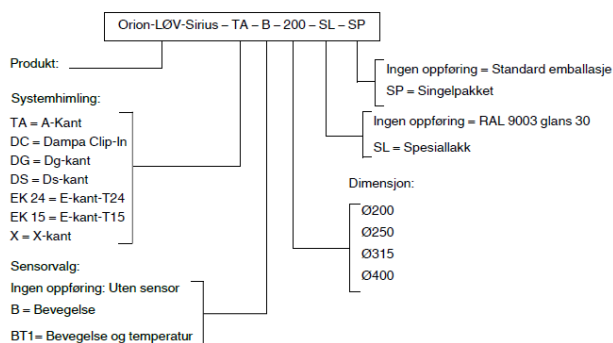 Orion-LØV-Sirius – TA – B – 200 – SL – SP
Produkt:
Systemhimling:
TA = A-Kant
DC = Dampa Clip-In
DG = Dg-kant
DS = Ds-kant
EK 24 = E-kant-T24
EK 15 = E-kant-T15
X = X-kant
Sensorvalg:
Ingen oppføring: Uten sensor
B = Bevegelse
BT1= Bevegelse og temperatur
Ingen oppføring = Standard emballasje
SP = Singelpakket
Ingen oppføring = RAL 9003 glans 30
SL = Spesiallakk
Dimensjon:
Ø200
Ø250
Ø315
Ø400